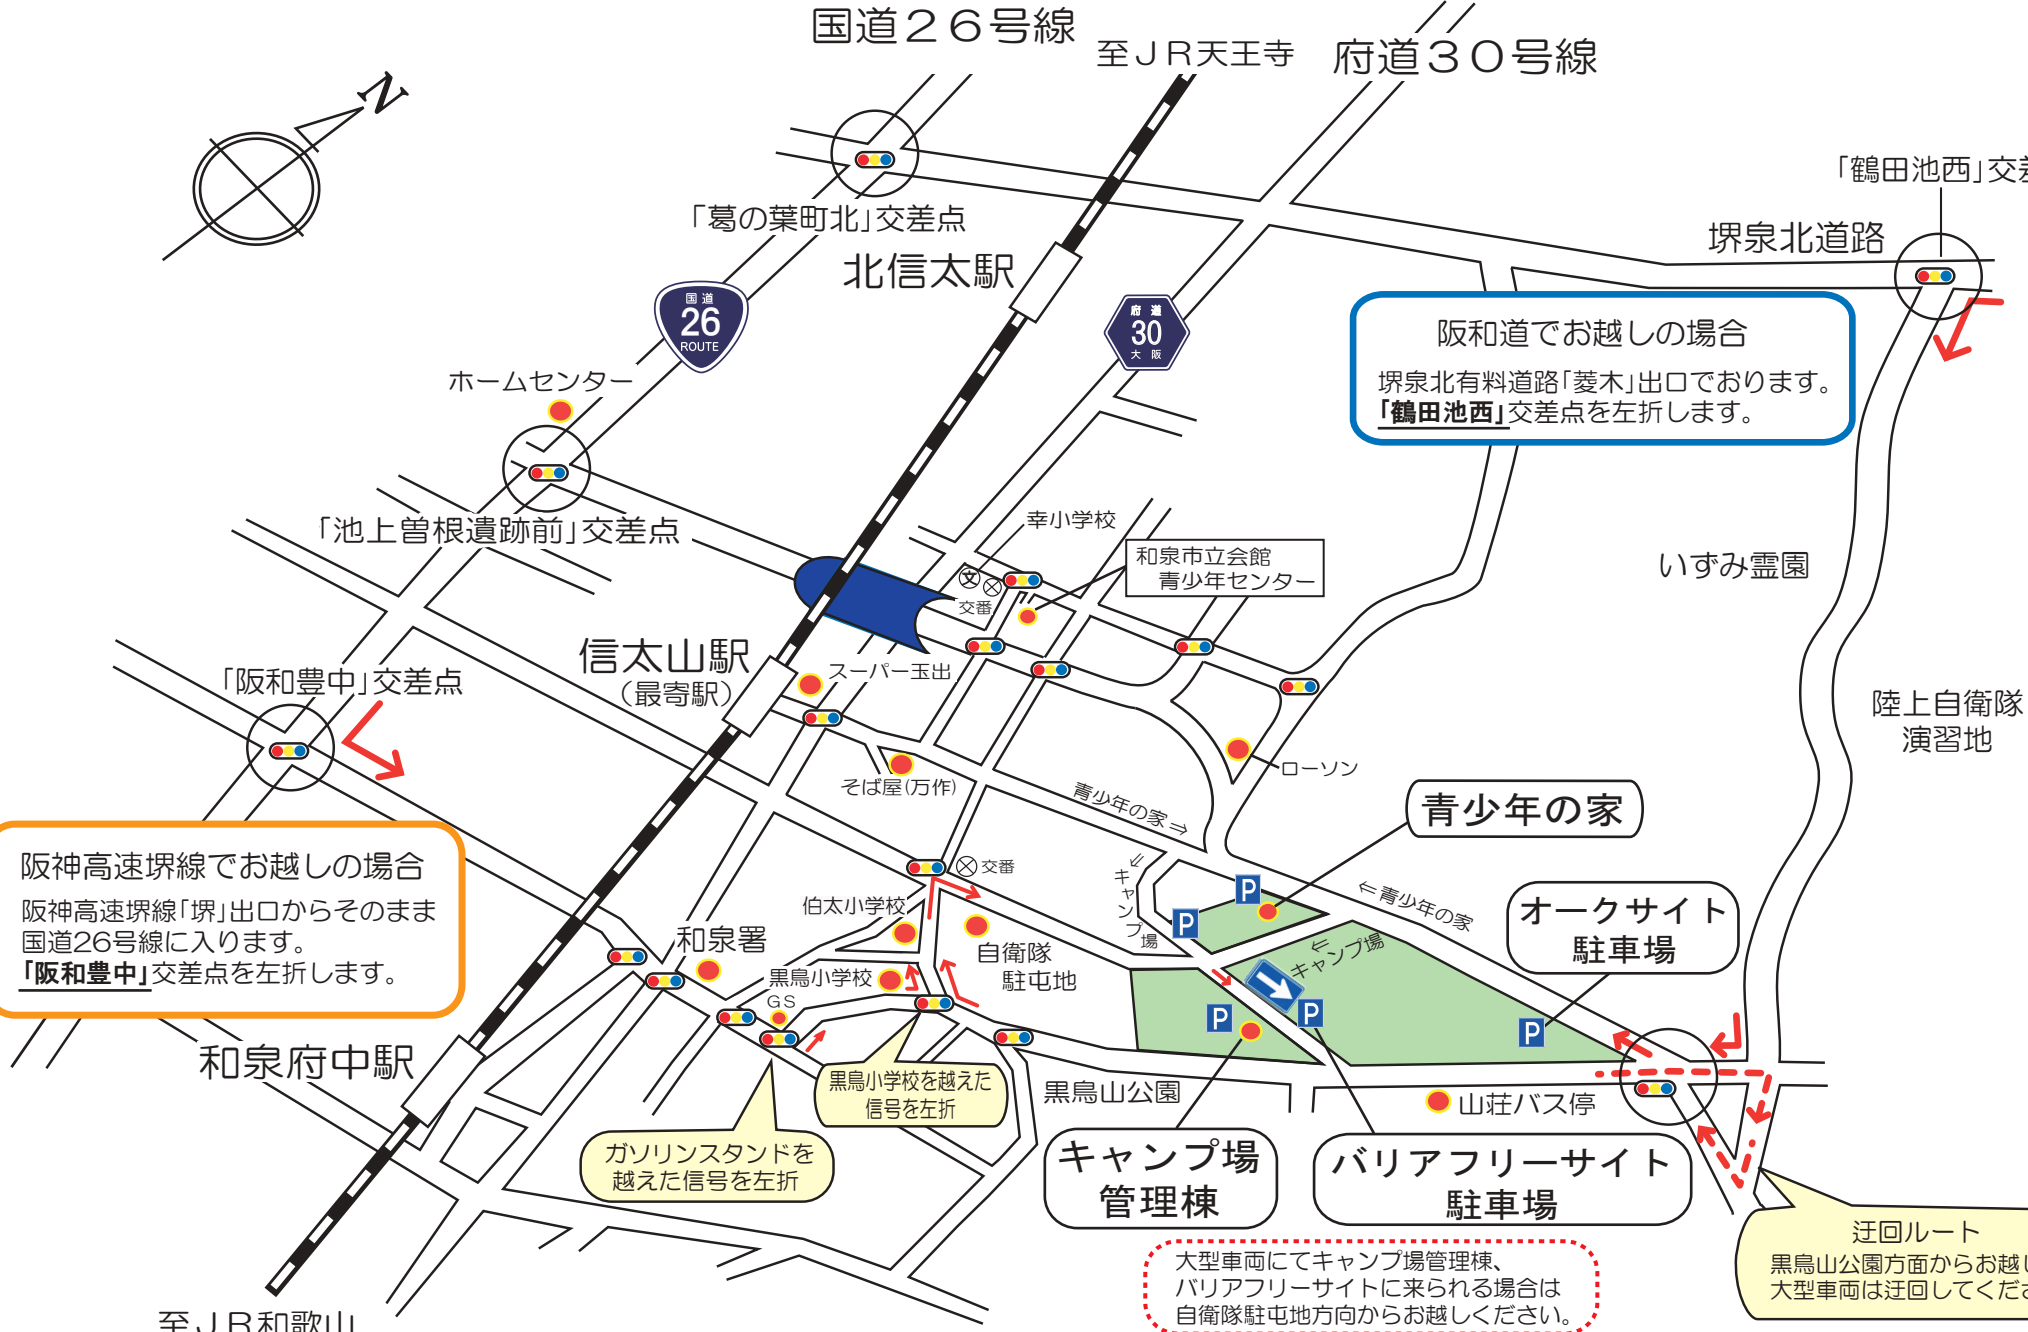 国道２６号線
至ＪＲ天王寺
府道３０号線
N
「鶴田池西」交差
「葛の葉町北」交差点
堺泉北道路
北信太駅
国道
26
ROUTE
府道
30
大阪
阪和道でお越しの場合
堺泉北有料道路「菱木」出口でおります。
「鶴田池西」交差点を左折します。
ホームセンター
「池上曽根遺跡前」交差点
幸小学校
文
交番
和泉市立会館
青少年センター
いずみ霊園
信太山駅
（最寄駅）
スーパー玉出
「阪和豊中」交差点
陸上自衛隊
演習地
そば屋(万作)
ローソン
青少年の家⇒
青少年の家
阪神高速堺線でお越しの場合
阪神高速堺線「堺」出口からそのまま
国道26号線に入ります。
「阪和豊中」交差点を左折します。
交番
⇐キャンプ場
P
P
⇐青少年の家
オークサイト
駐車場
伯太小学校
和泉署
自衛隊
駐屯地
⇐キャンプ場
黒鳥小学校
GS
P
P
P
和泉府中駅
黒鳥小学校を越えた
信号を左折
黒鳥山公園
山荘バス停
ガソリンスタンドを
越えた信号を左折
キャンプ場
管理棟
バリアフリーサイト
駐車場
迂回ルート
黒鳥山公園方面からお越し
大型車両は迂回してくださ
大型車両にてキャンプ場管理棟、
バリアフリーサイトに来られる場合は
自衛隊駐屯地方向からお越しください。
至ＪＲ和歌山